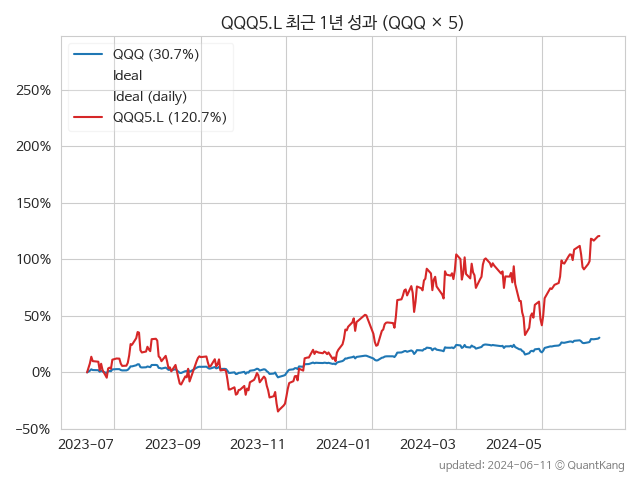 QQQ5.L 최근 1년 성과 (QQQ × 5)
QQQ (30.7%)
Ideal
Ideal (daily)
QQQ5.L (120.7%)
250%
200%
150%
100%
50%
0%
−50%
2023-07 2023-09 2023-11 2024-01 2024-03 2024-05
updated: 2024-06-11 © QuantKang